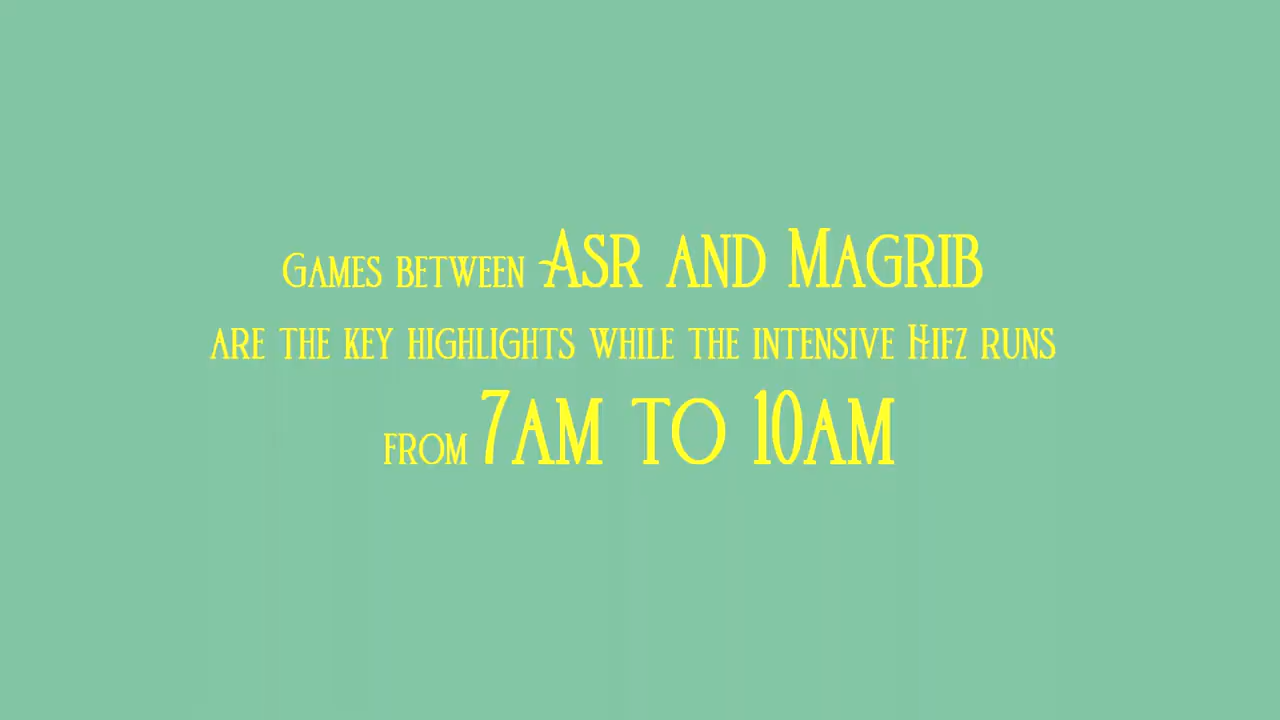 Games between Asr and Magrib
are the key highlights while the intensive Hifz runs
from 7am to 10am